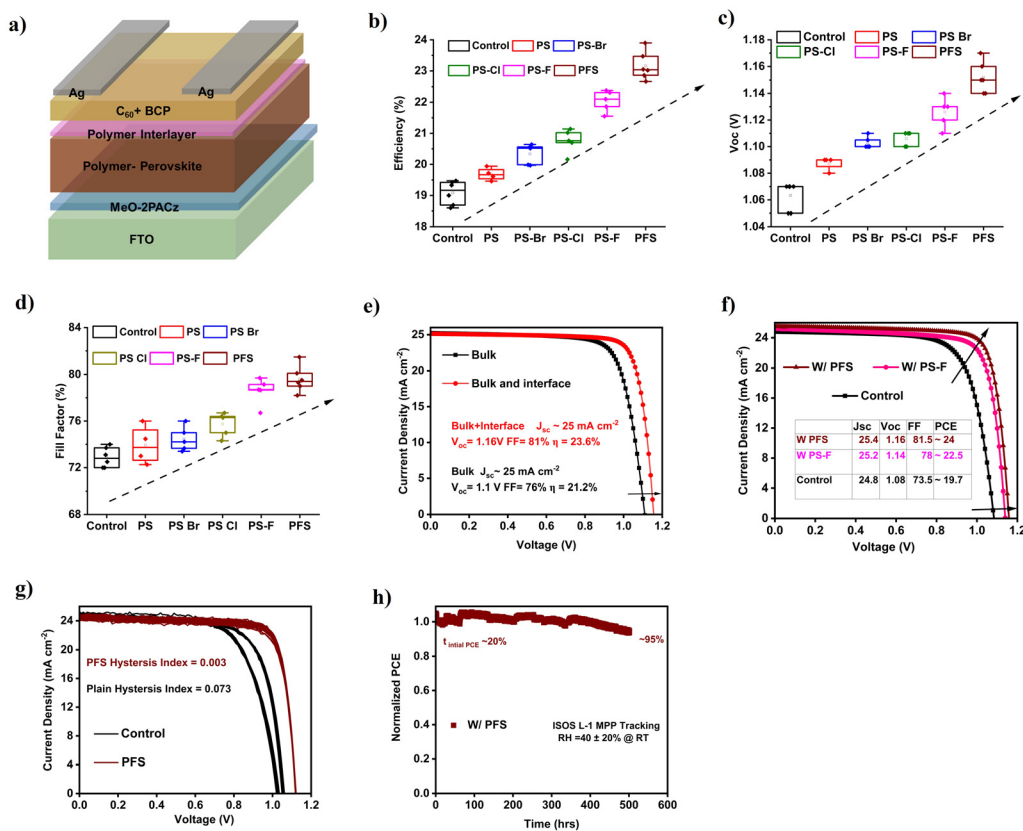 a)
Ag
Ag
C60+ BCP
Polymer Interlayer
Polymer- Perovskite
MeO-2PACz
FTO
b)
Efficiency (%)
24
23
22
21
20
19
18
Control PS PS-Br
PS-Cl PS-F PFS
Control PS PS-Br PS-Cl PS-F PFS
c)
Voc (V)
1.18
1.16
1.14
1.12
1.10
1.08
1.06
1.04
Control PS PS Br
PS-Cl PS-F PFS
Control PS PS Br PS-Cl PS-F PFS
d)
Fill Factor (%)
84
80
76
72
68
Control PS PS Br
PS Cl PS-F PFS
Control PS PS Br PS Cl PS-F PFS
e)
Current Density (mA cm-2)
24
20
16
12
8
4
0
Bulk
Bulk and interface
Bulk+Interface Jsc ~ 25 mA cm-2
Voc= 1.16V FF= 81% η = 23.6%
Bulk Jsc~ 25 mA cm-2
Voc= 1.1 V FF= 76% η = 21.2%
0.0 0.2 0.4 0.6 0.8 1.0 1.2
Voltage (V)
f)
Current Density (mA cm-2)
24
20
16
12
8
4
0
W/ PFS W/ PS-F
Control
Jsc Voc FF PCE
W PFS 25.4 1.16 81.5 ~ 24
W PS-F 25.2 1.14 78 ~ 22.5
Control 24.8 1.08 73.5 ~ 19.7
0.0 0.2 0.4 0.6 0.8 1.0 1.2
Voltage (V)
g)
Current Density (mA cm-2)
24
20
16
12
8
4
0
PFS Hystersis Index = 0.003
Plain Hystersis Index = 0.073
Control
PFS
0.0 0.2 0.4 0.6 0.8 1.0 1.2
Voltage (V)
h)
Normalized PCE
1.0
0.8
0.6
0.4
0.2
0.0
t intial PCE ~20%
~95%
W/ PFS
ISOS L-1 MPP Tracking
RH =40 ± 20% @ RT
0 100 200 300 400 500 600
Time (hrs)